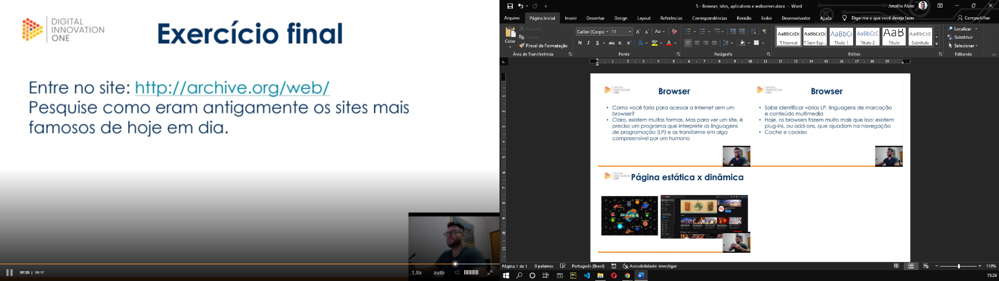 DIGITAL
INNOVATION
ONE
Exercício final
Entre no site: http://archive.org/web/
Pesquise como eram antigamente os sites mais
famosos de hoje em dia.
07:33 | 08:17
1.5x
auto
5 - Browser, sites, aplicativos e webserver.docx - Word
Jorzélio Alzier
Arquivo
Página Inicial
Inserir
Desenhar
Design
Layout
Referências
Correspondências
Revisão
Exibir
Desenvolvedor
Ajuda
Diga-me o que você deseja fazer
Compartilhar
Colar
Recortar
Copiar
Pincel de Formatação
Área de Transferência
Calibri (Corpo)
11
Fonte
Parágrafo
¶ Normal
¶ Sem Esp...
Título 1
Título 2
Título
Subtítulo
Estilos
Localizar
Substituir
Selecionar
Editando
DIGITAL
INNOVATION
ONE
Browser
• Como você faria para acessar a Internet sem um
browser?
• Claro, existem muitas formas. Mas para ver um site, é
preciso um programa que interprete as linguagens
de programação (LP) e as transforme em algo
compreensível por um humano
DIGITAL
INNOVATION
ONE
Browser
• Sabe identificar várias LP, linguagens de marcação
e conteúdo multimedia
• Hoje, os browsers fazem muito mais que isso: existem
plug-ins, ou add-ons, que ajuadam na navegação
• Cache e cookies
DIGITAL
INNOVATION
ONE
Página estática x dinâmica
Página 1 de 1
0 palavras
Português (Brasil)
Acessibilidade: investigar
110%
15:24